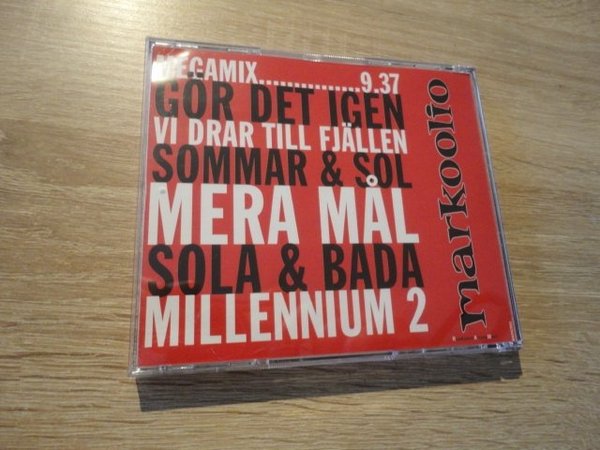 MEGAMIX...............9.37
GÖR DET IGEN
VI DRAR TILL FJÄLLEN
SOMMAR & SOL
MERA MÅL
SOLA & BADA
MILLENNIUM 2
markoolio